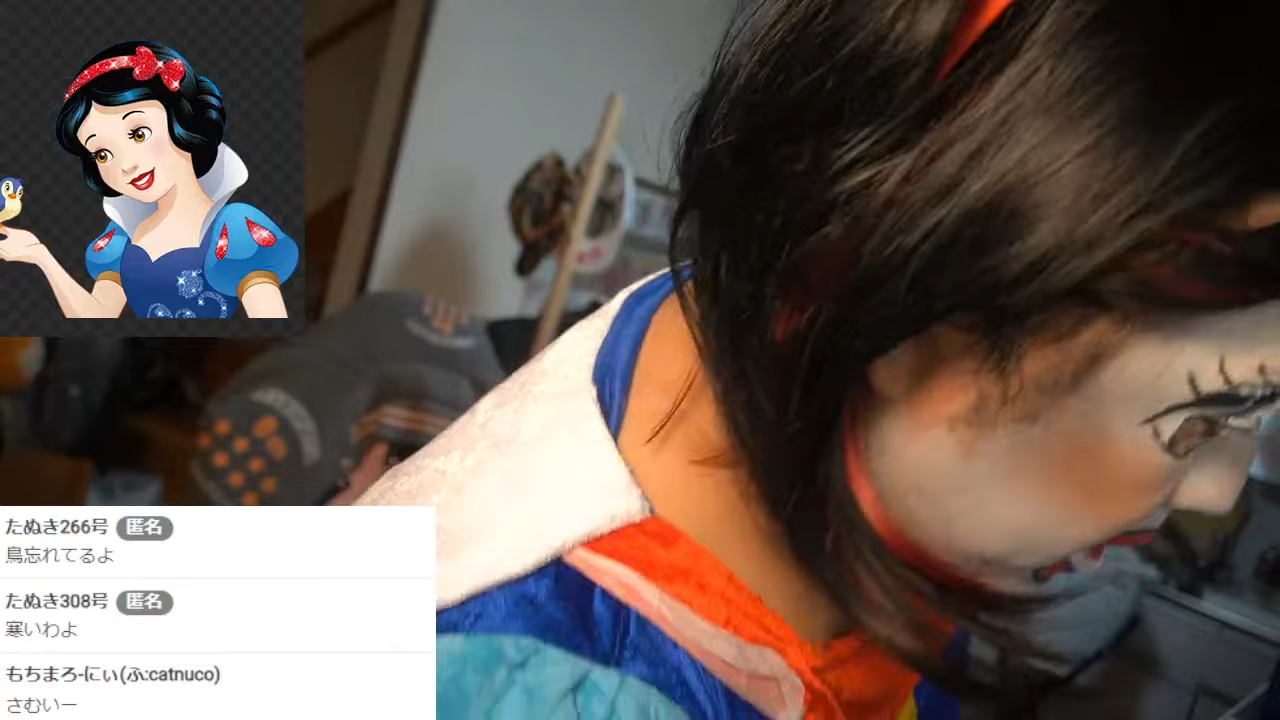 たぬき266号 匿名
鳥忘れてるよ
たぬき308号 匿名
寒いわよ
もちまろ-にぃ(ふ:catnuco)
さむいー